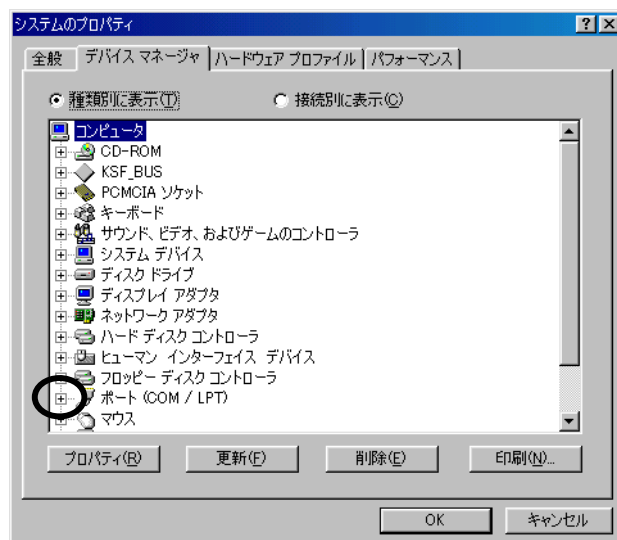 システムのプロパティ
全般 デバイス マネージャ ハードウェア プロファイル パフォーマンス
種類別に表示(T) 接続別に表示(C)
コンピュータ
CD-ROM
KSF_BUS
PCMCIA ソケット
キーボード
サウンド、ビデオ、およびゲームのコントローラ
システム デバイス
ディスク ドライブ
ディスプレイ アダプタ
ネットワーク アダプタ
ハード ディスク コントローラ
ヒューマン インターフェイス デバイス
フロッピー ディスク コントローラ
ポート (COM / LPT)
マウス
プロパティ(R) 更新(F) 削除(E) 印刷(N)...
OK キャンセル